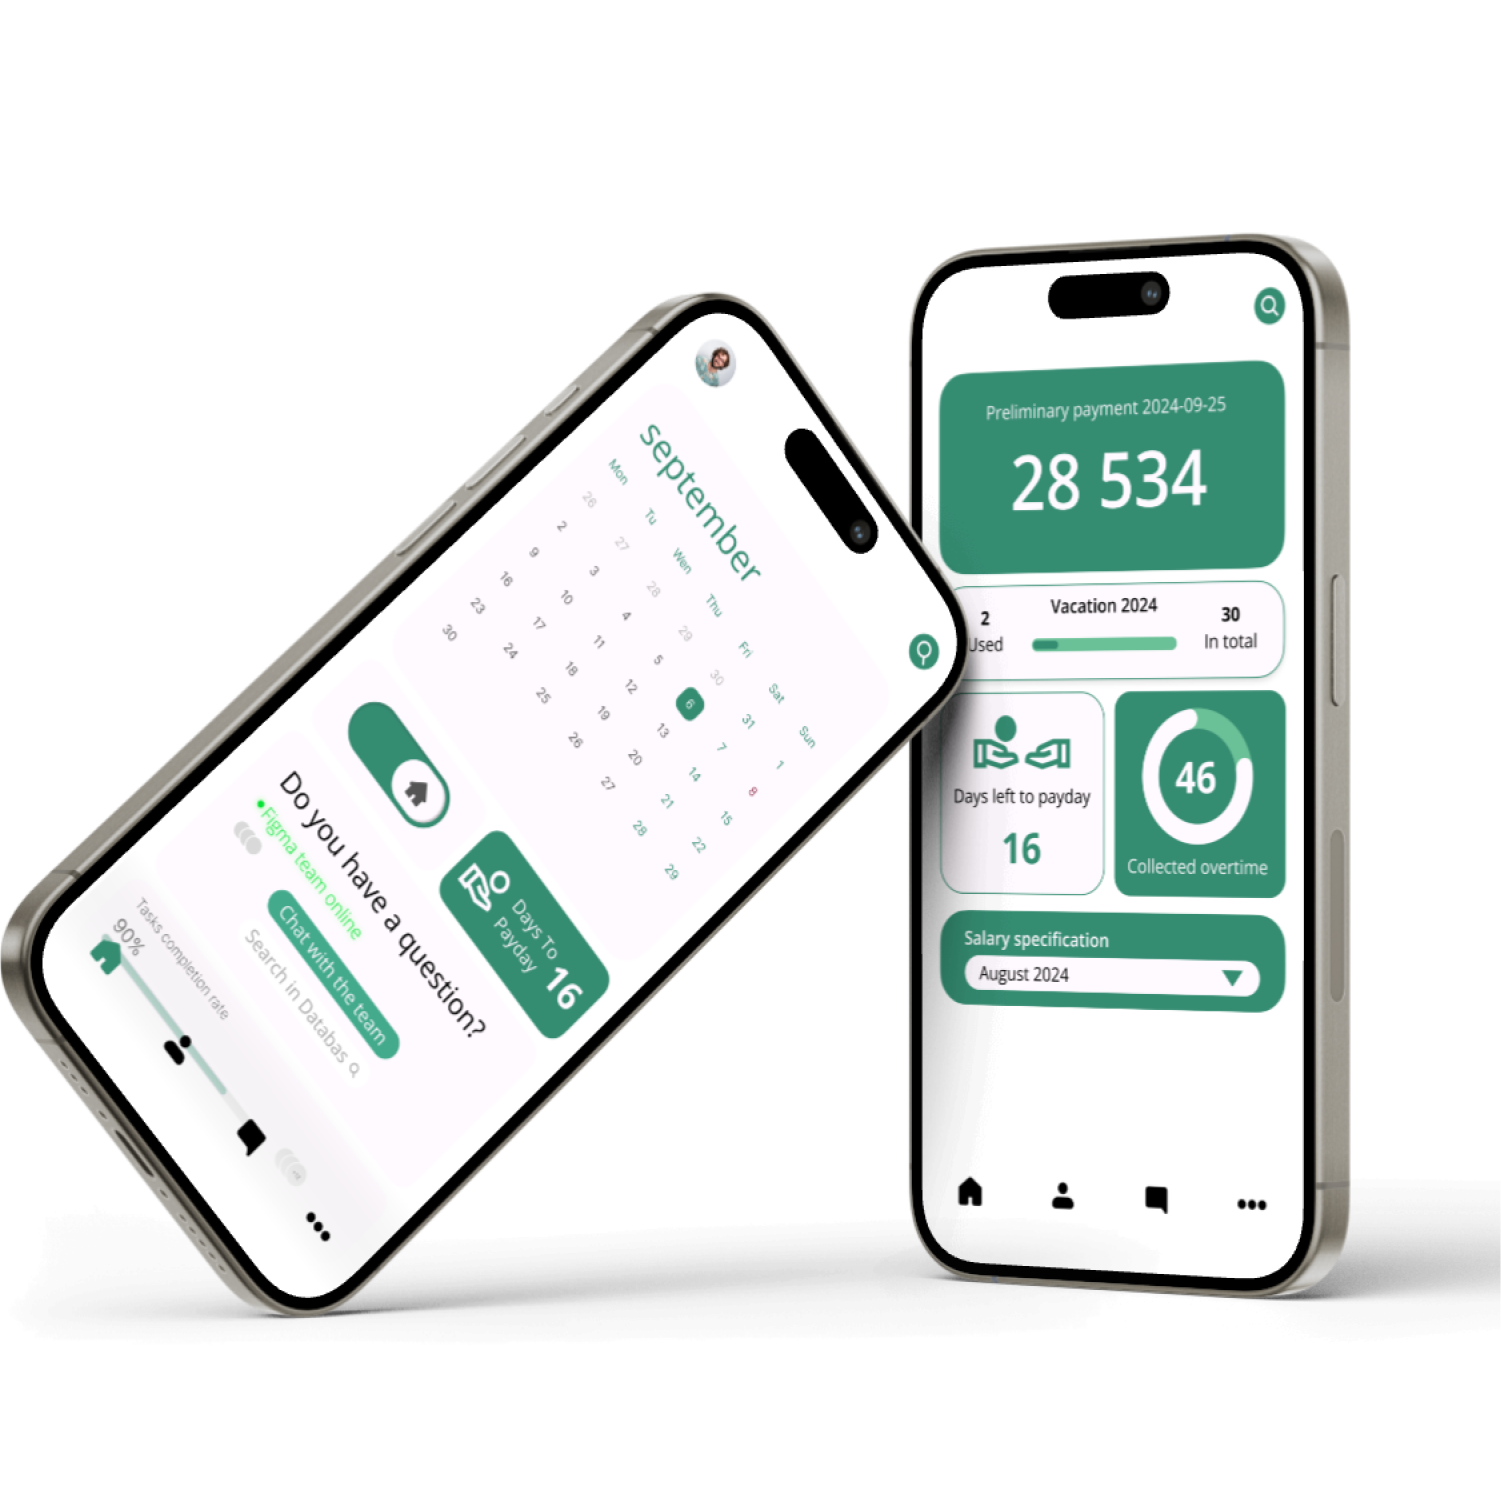 september
Mon Tu Wen Thu Fri Sat Sun
26 27 28 29 30 31 1
2 3 4 5 6 7 8
9 10 11 12 13 14 15
16 17 18 19 20 21 22
23 24 25 26 27 28 29
30
Days To
Payday
16
Do you have a question?
Figma team online
Chat with the team
Search in Databas
Tasks completion rate
90%
Preliminary payment 2024-09-25
28 534
Vacation 2024
2
Used
30
In total
Days left to payday
16
46
Collected overtime
Salary specification
August 2024